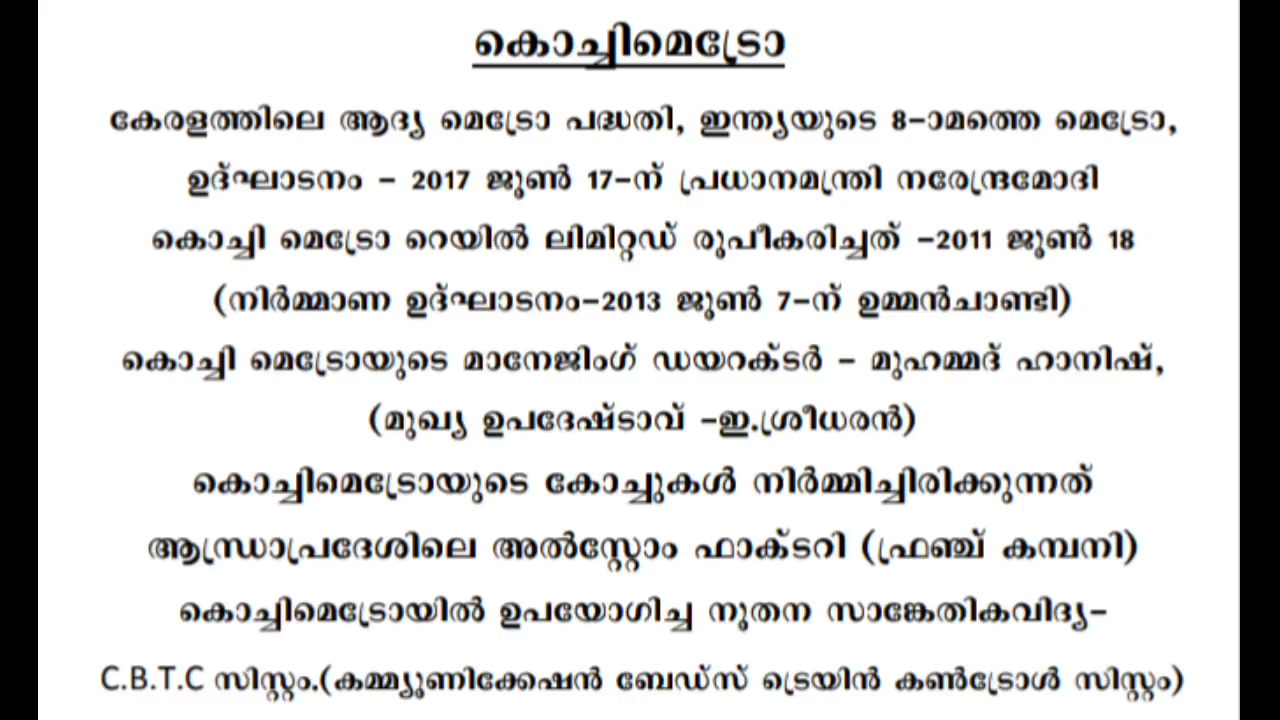 കൊച്ചിമെട്രോ
കേരളത്തിലെ ആദ്യ മെട്രോ പദ്ധതി, ഇന്ത്യയുടെ 8-ാമത്തെ മെട്രോ,
ഉദ്ഘാടനം - 2017 ജൂൺ 17-ന് പ്രധാനമന്ത്രി നരേന്ദ്രമോദി
കൊച്ചി മെട്രോ റെയിൽ ലിമിറ്റഡ് രൂപീകരിച്ചത് -2011 ജൂൺ 18
(നിർമ്മാണ ഉദ്ഘാടനം-2013 ജൂൺ 7-ന് ഉമ്മൻചാണ്ടി)
കൊച്ചി മെട്രോയുടെ മാനേജിംഗ് ഡയറക്ടർ - മുഹമ്മദ് ഹാനിഷ്,
(മുഖ്യ ഉപദേഷ്ടാവ് -ഇ.ശ്രീധരൻ)
കൊച്ചിമെട്രോയുടെ കോച്ചുകൾ നിർമ്മിച്ചിരിക്കുന്നത്
ആന്ധ്രാപ്രദേശിലെ അൽസ്റ്റോം ഫാക്ടറി (ഫ്രഞ്ച് കമ്പനി)
കൊച്ചിമെട്രോയിൽ ഉപയോഗിച്ച നൂതന സാങ്കേതികവിദ്യ-
C.B.T.C സിസ്റ്റം.(കമ്മ്യൂണിക്കേഷൻ ബേഡ്സ് ട്രെയിൻ കൺട്രോൾ സിസ്റ്റം)